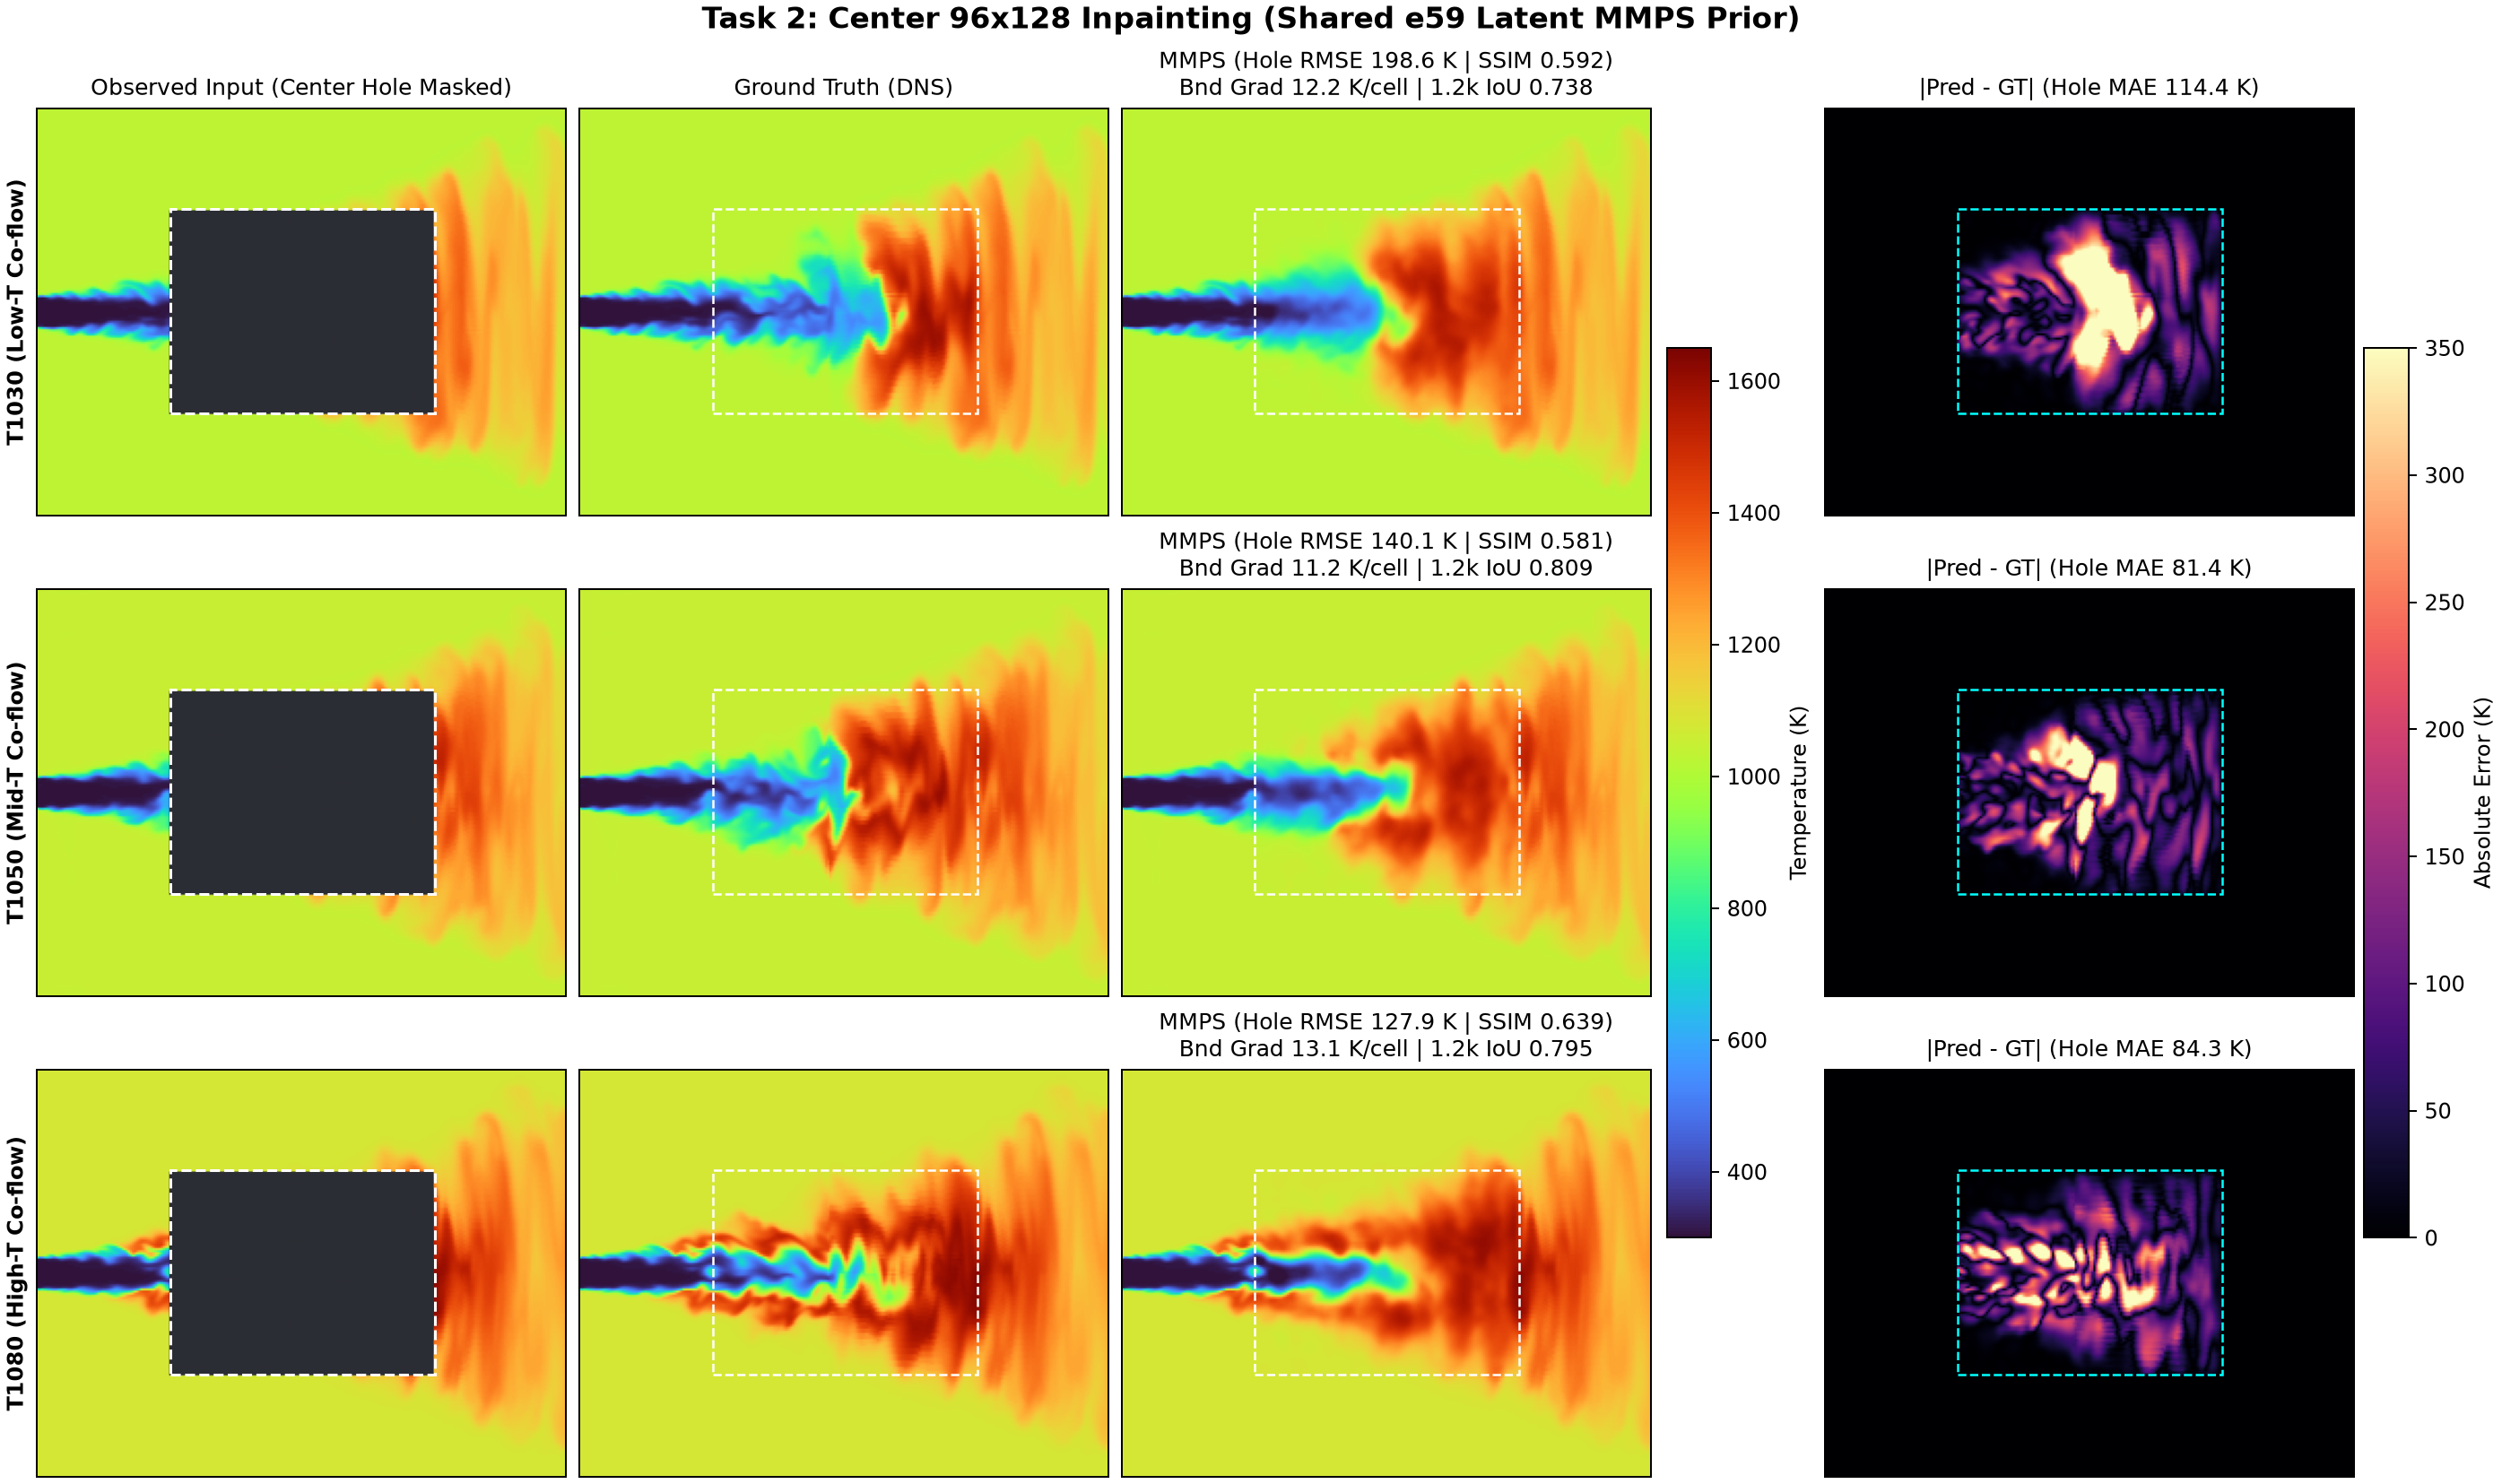 Task 2: Center 96x128 Inpainting (Shared e59 Latent MMPS Prior)
Observed Input (Center Hole Masked)
Ground Truth (DNS)
MMPS (Hole RMSE 198.6 K | SSIM 0.592)
Bnd Grad 12.2 K/cell | 1.2k IoU 0.738
|Pred - GT| (Hole MAE 114.4 K)
T1030 (Low-T Co-flow)
MMPS (Hole RMSE 140.1 K | SSIM 0.581)
Bnd Grad 11.2 K/cell | 1.2k IoU 0.809
|Pred - GT| (Hole MAE 81.4 K)
T1050 (Mid-T Co-flow)
MMPS (Hole RMSE 127.9 K | SSIM 0.639)
Bnd Grad 13.1 K/cell | 1.2k IoU 0.795
|Pred - GT| (Hole MAE 84.3 K)
T1080 (High-T Co-flow)
1600
1400
1200
1000
800
600
400
Temperature (K)
350
300
250
200
150
100
50
0
Absolute Error (K)